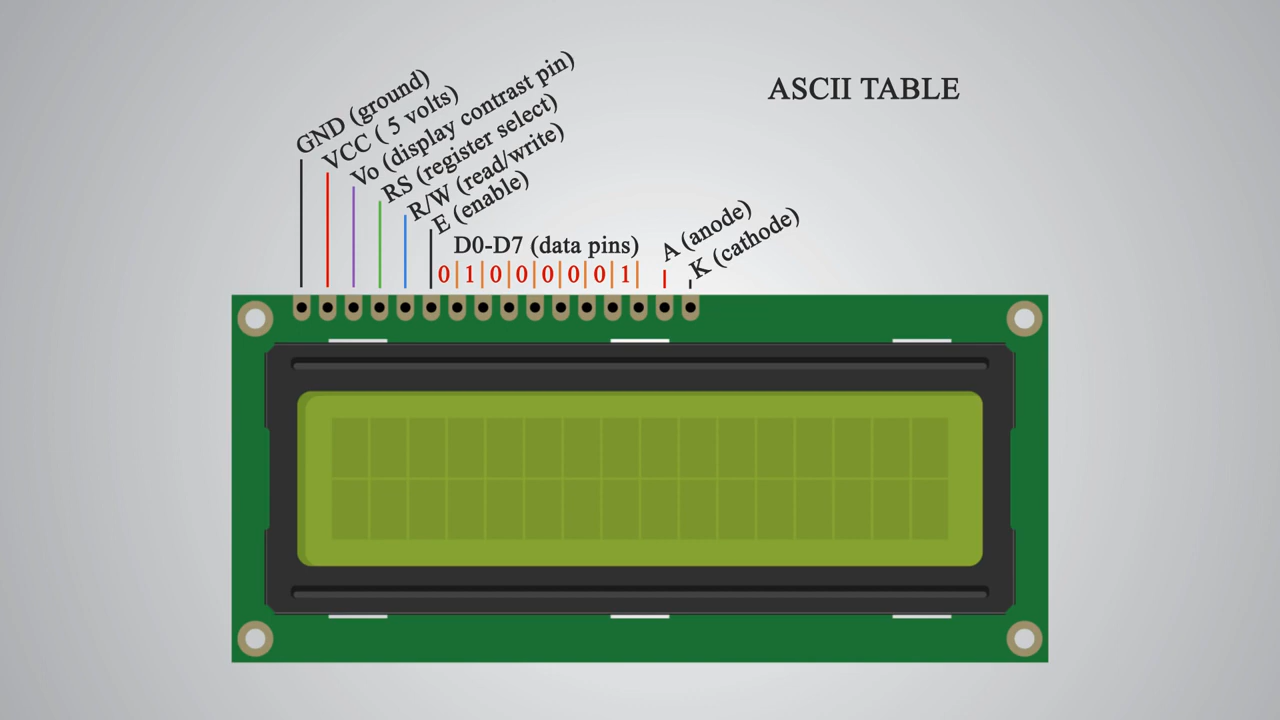 ASCII TABLE
GND (ground)
VCC ( 5 volts)
Vo (display contrast pin)
RS (register select)
R/W (read/write)
E (enable)
D0-D7 (data pins)
0 1 0 0 0 0 0 1
A (anode)
K (cathode)